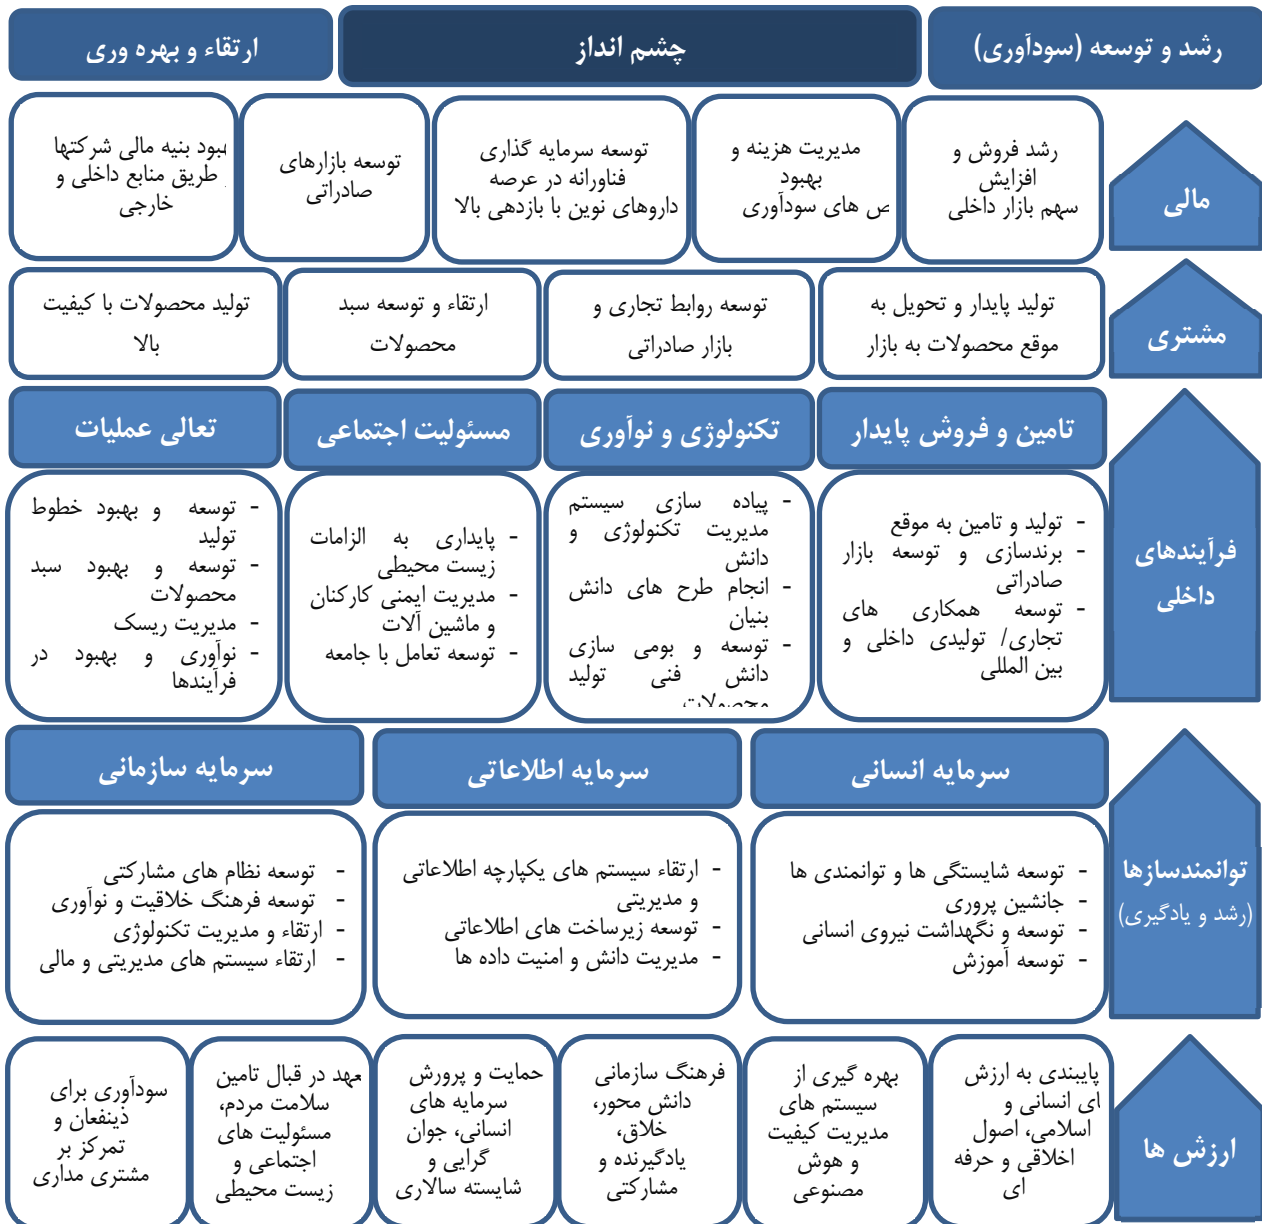 رشد و توسعه (سودآوری)
چشم انداز
ارتقاء و بهره وری
مالی
رشد فروش و
افزایش
سهم بازار داخلی
مدیریت هزینه و
بهبود
ص های سودآوری
توسعه سرمایه گذاری
فناورانه در عرصه
داروهای نوین با بازدهی بالا
توسعه بازارهای
صادراتی
هبود بنیه مالی شرکتها
طریق منابع داخلی و
خارجی
مشتری
تولید پایدار و تحویل به
موقع محصولات به بازار
توسعه روابط تجاری و
بازار صادراتی
ارتقاء و توسعه سبد
محصولات
تولید محصولات با کیفیت
بالا
فرآیندهای
داخلی
تامین و فروش پایدار
- تولید و تامین به موقع
- برندسازی و توسعه بازار
صادراتی
- توسعه همکاری های
تجاری/ تولیدی داخلی و
بین المللی
تکنولوژی و نوآوری
- پیاده سازی سیستم
مدیریت تکنولوژی و
دانش
- انجام طرح های دانش
بنیان
- توسعه و بومی سازی
دانش فنی تولید
محصولات
مسئولیت اجتماعی
- پایداری به الزامات
زیست محیطی
- مدیریت ایمنی کارکنان
و ماشین آلات
- توسعه تعامل با جامعه
تعالی عملیات
- توسعه و بهبود خطوط
تولید
- توسعه و بهبود سبد
محصولات
- مدیریت ریسک
- نوآوری و بهبود در
فرآیندها
توانمندسازها
(رشد و یادگیری)
سرمایه انسانی
- توسعه شایستگی ها و توانمندی ها
- جانشین پروری
- توسعه و نگهداشت نیروی انسانی
- توسعه آموزش
سرمایه اطلاعاتی
- ارتقاء سیستم های یکپارچه اطلاعاتی
و مدیریتی
- توسعه زیرساخت های اطلاعاتی
- مدیریت دانش و امنیت داده ها
سرمایه سازمانی
- توسعه نظام های مشارکتی
- توسعه فرهنگ خلاقیت و نوآوری
- ارتقاء و مدیریت تکنولوژی
- ارتقاء سیستم های مدیریتی و مالی
ارزش ها
پایبندی به ارزش
ای انسانی و
اسلامی، اصول
اخلاقی و حرفه
ای
بهره گیری از
سیستم های
مدیریت کیفیت
و هوش
مصنوعی
فرهنگ سازمانی
دانش محور،
خلاق،
یادگیرنده و
مشارکتی
حمایت و پرورش
سرمایه های
انسانی، جوان
گرایی و
شایسته سالاری
عهد در قبال تامین
سلامت مردم،
مسئولیت های
اجتماعی و
زیست محیطی
سودآوری برای
ذینفعان و
تمرکز بر
مشتری مداری